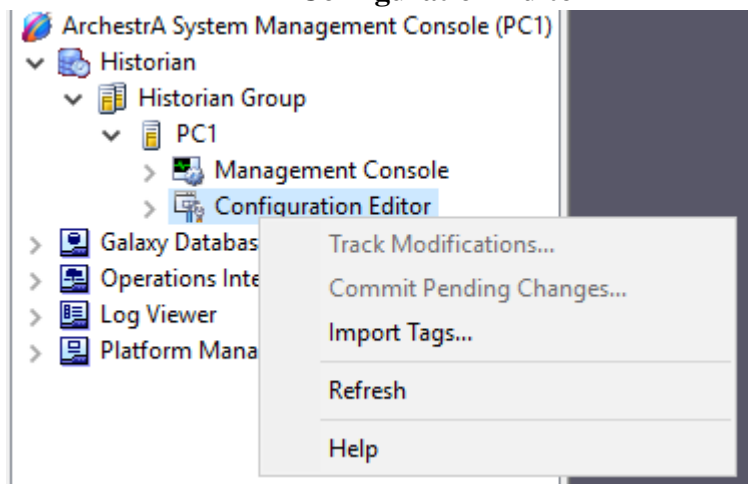 ArchestrA System Management Console (PC1)
Historian
Historian Group
PC1
Management Console
Configuration Editor
Galaxy Databas
Operations Inte
Log Viewer
Platform Mana
Track Modifications...
Commit Pending Changes...
Import Tags...
Refresh
Help